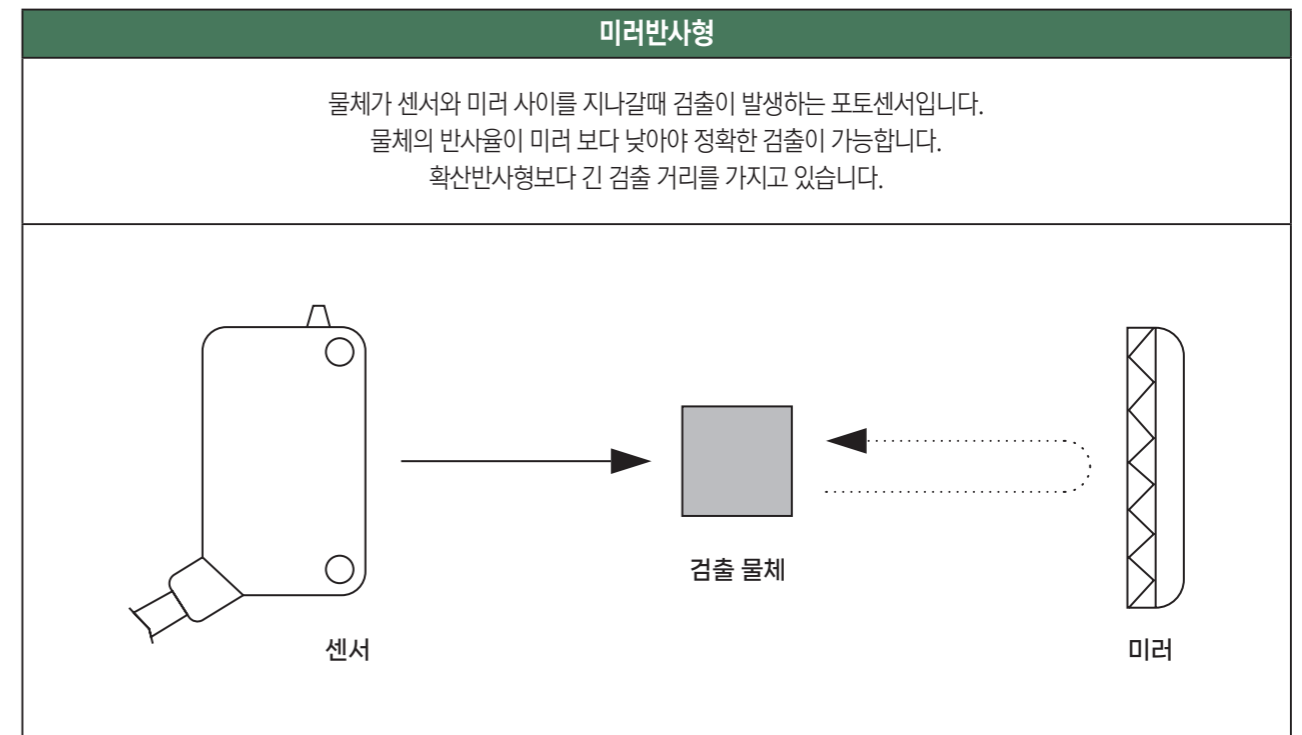 미러반사형
물체가 센서와 미러 사이를 지나갈때 검출이 발생하는 포토센서입니다.
물체의 반사율이 미러 보다 낮아야 정확한 검출이 가능합니다.
확산반사형보다 긴 검출 거리를 가지고 있습니다.
검출 물체
센서
미러